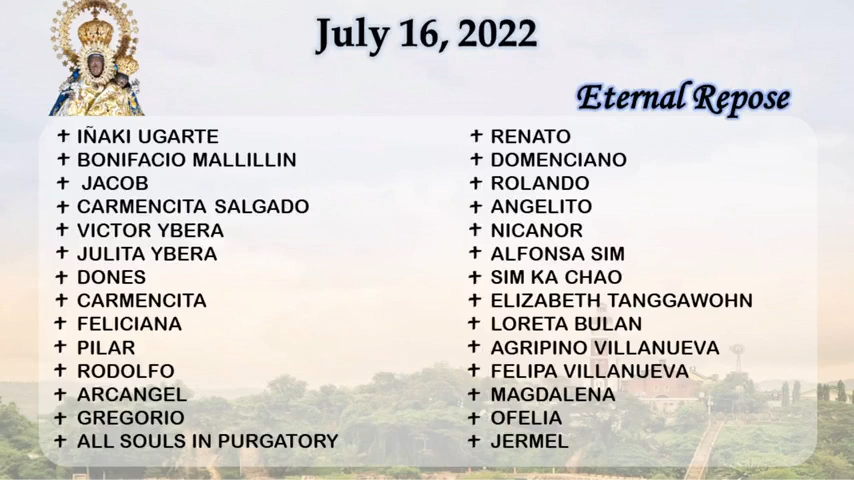 July 16, 2022
Eternal Repose
✝ IÑAKI UGARTE
✝ BONIFACIO MALLILLIN
✝ JACOB
✝ CARMENCITA SALGADO
✝ VICTOR YBERA
✝ JULITA YBERA
✝ DONES
✝ CARMENCITA
✝ FELICIANA
✝ PILAR
✝ RODOLFO
✝ ARCANGEL
✝ GREGORIO
✝ ALL SOULS IN PURGATORY
✝ RENATO
✝ DOMENCIANO
✝ ROLANDO
✝ ANGELITO
✝ NICANOR
✝ ALFONSA SIM
✝ SIM KA CHAO
✝ ELIZABETH TANGGAWOHN
✝ LORETA BULAN
✝ AGRIPINO VILLANUEVA
✝ FELIPA VILLANUEVA
✝ MAGDALENA
✝ OFELIA
✝ JERMEL